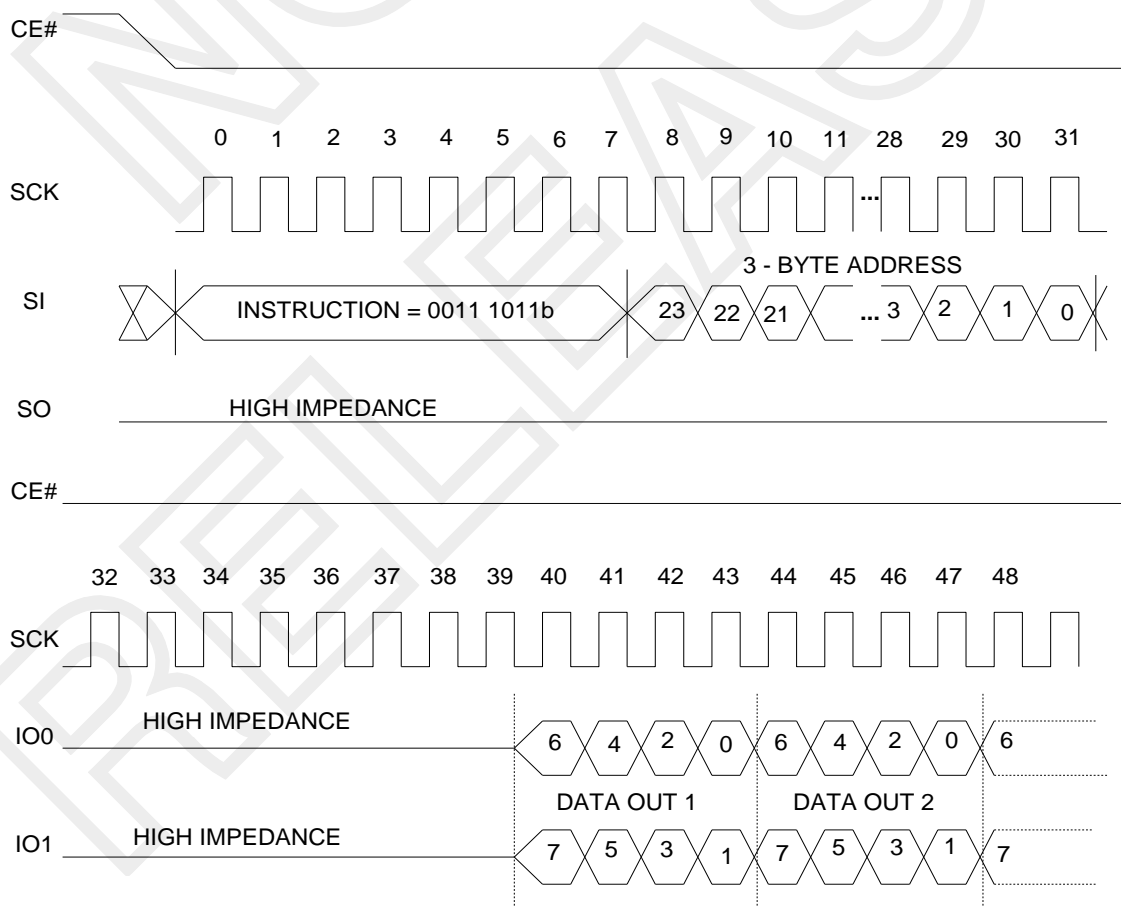 CE#
0 1 2 3 4 5 6 7 8 9 10 11 28 29 30 31
SCK ...
3 - BYTE ADDRESS
SI INSTRUCTION = 0011 1011b 23 22 21 ... 3 2 1 0
SO HIGH IMPEDANCE
CE#
32 33 34 35 36 37 38 39 40 41 42 43 44 45 46 47 48
SCK
HIGH IMPEDANCE
IO0 6 4 2 0 6 4 2 0 6
DATA OUT 1 DATA OUT 2
HIGH IMPEDANCE
IO1 7 5 3 1 7 5 3 1 7